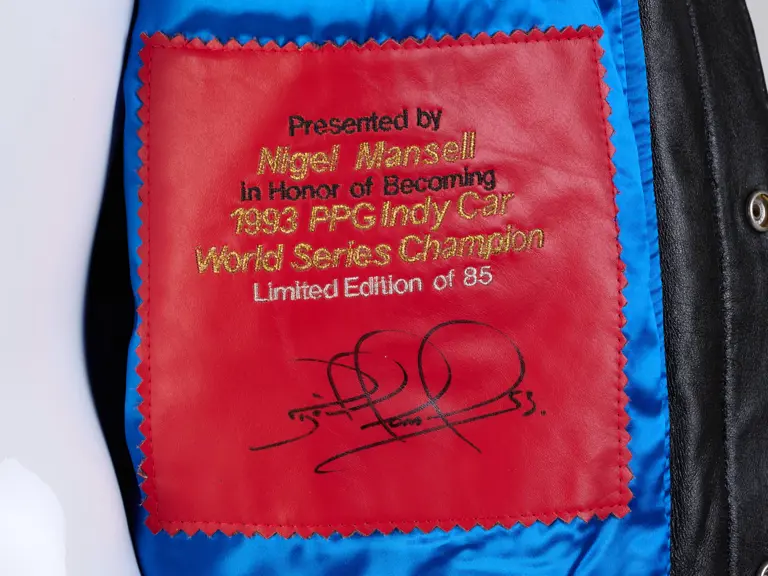 Presented by
Nigel Mansell
In Honor of Becoming
1993 PPG Indy Car
World Series Champion
Limited Edition of 85